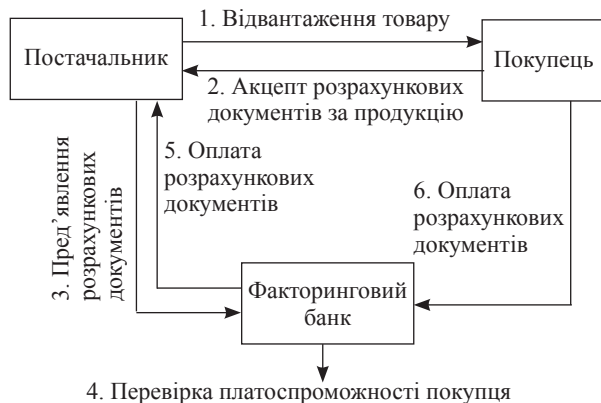 1. Відвантаження товару
Постачальник
Покупець
2. Акцепт розрахункових
документів за продукцію
3. Пред’явлення
розрахункових
документів
5. Оплата
розрахункових
документів
6. Оплата
розрахункових
документів
Факторинговий
банк
4. Перевірка платоспроможності покупця